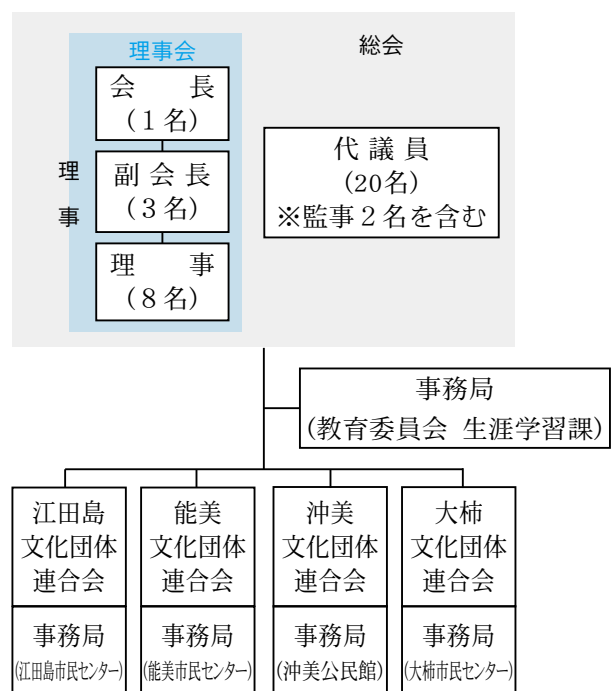 理事会
総会
会　長
(１名)
理
事
副会長
(３名)
理　事
(８名)
代議員
(20名)
※監事２名を含む
事務局
(教育委員会 生涯学習課)
江田島
文化団体
連合会
事務局
(江田島市民センター)
能美
文化団体
連合会
事務局
(能美市民センター)
沖美
文化団体
連合会
事務局
(沖美公民館)
大柿
文化団体
連合会
事務局
(大柿市民センター)